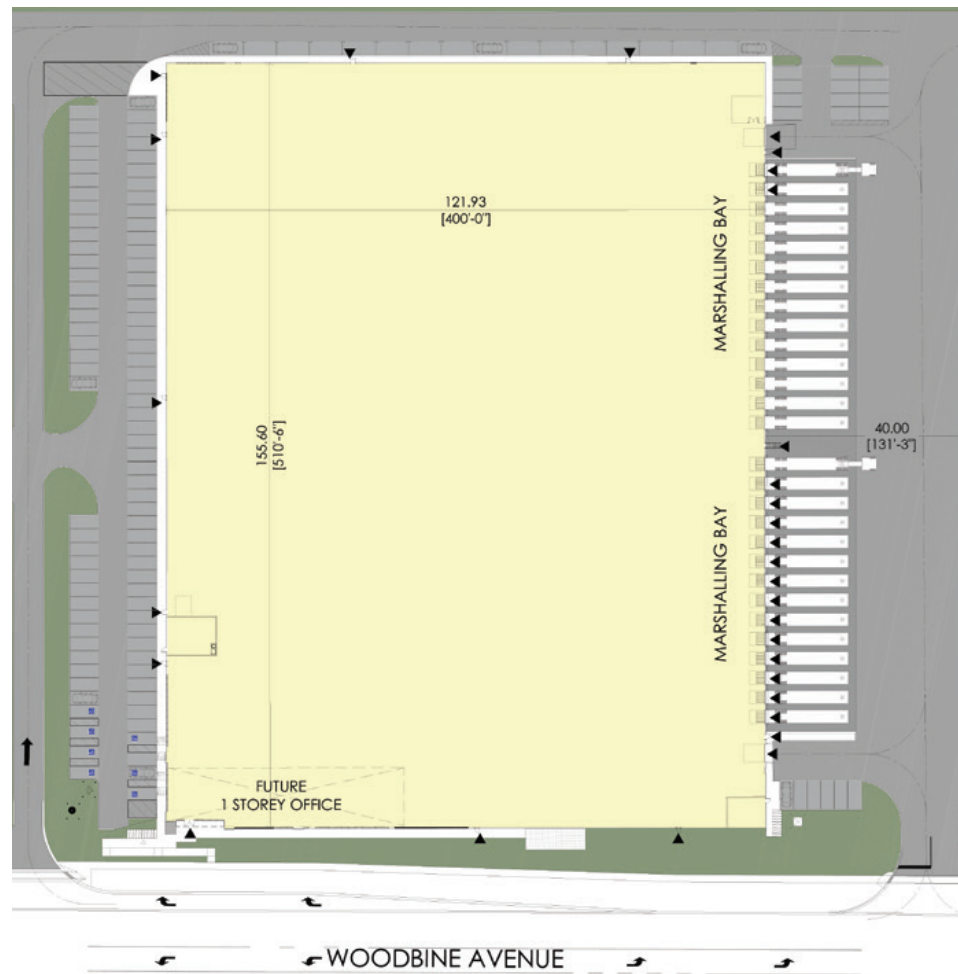 121.93
[400'-0"]
MARSHALLING BAY
155.60
[510'-6"]
40.00
[131'-3"]
MARSHALLING BAY
FUTURE
1 STOREY OFFICE
WOODBINE AVENUE